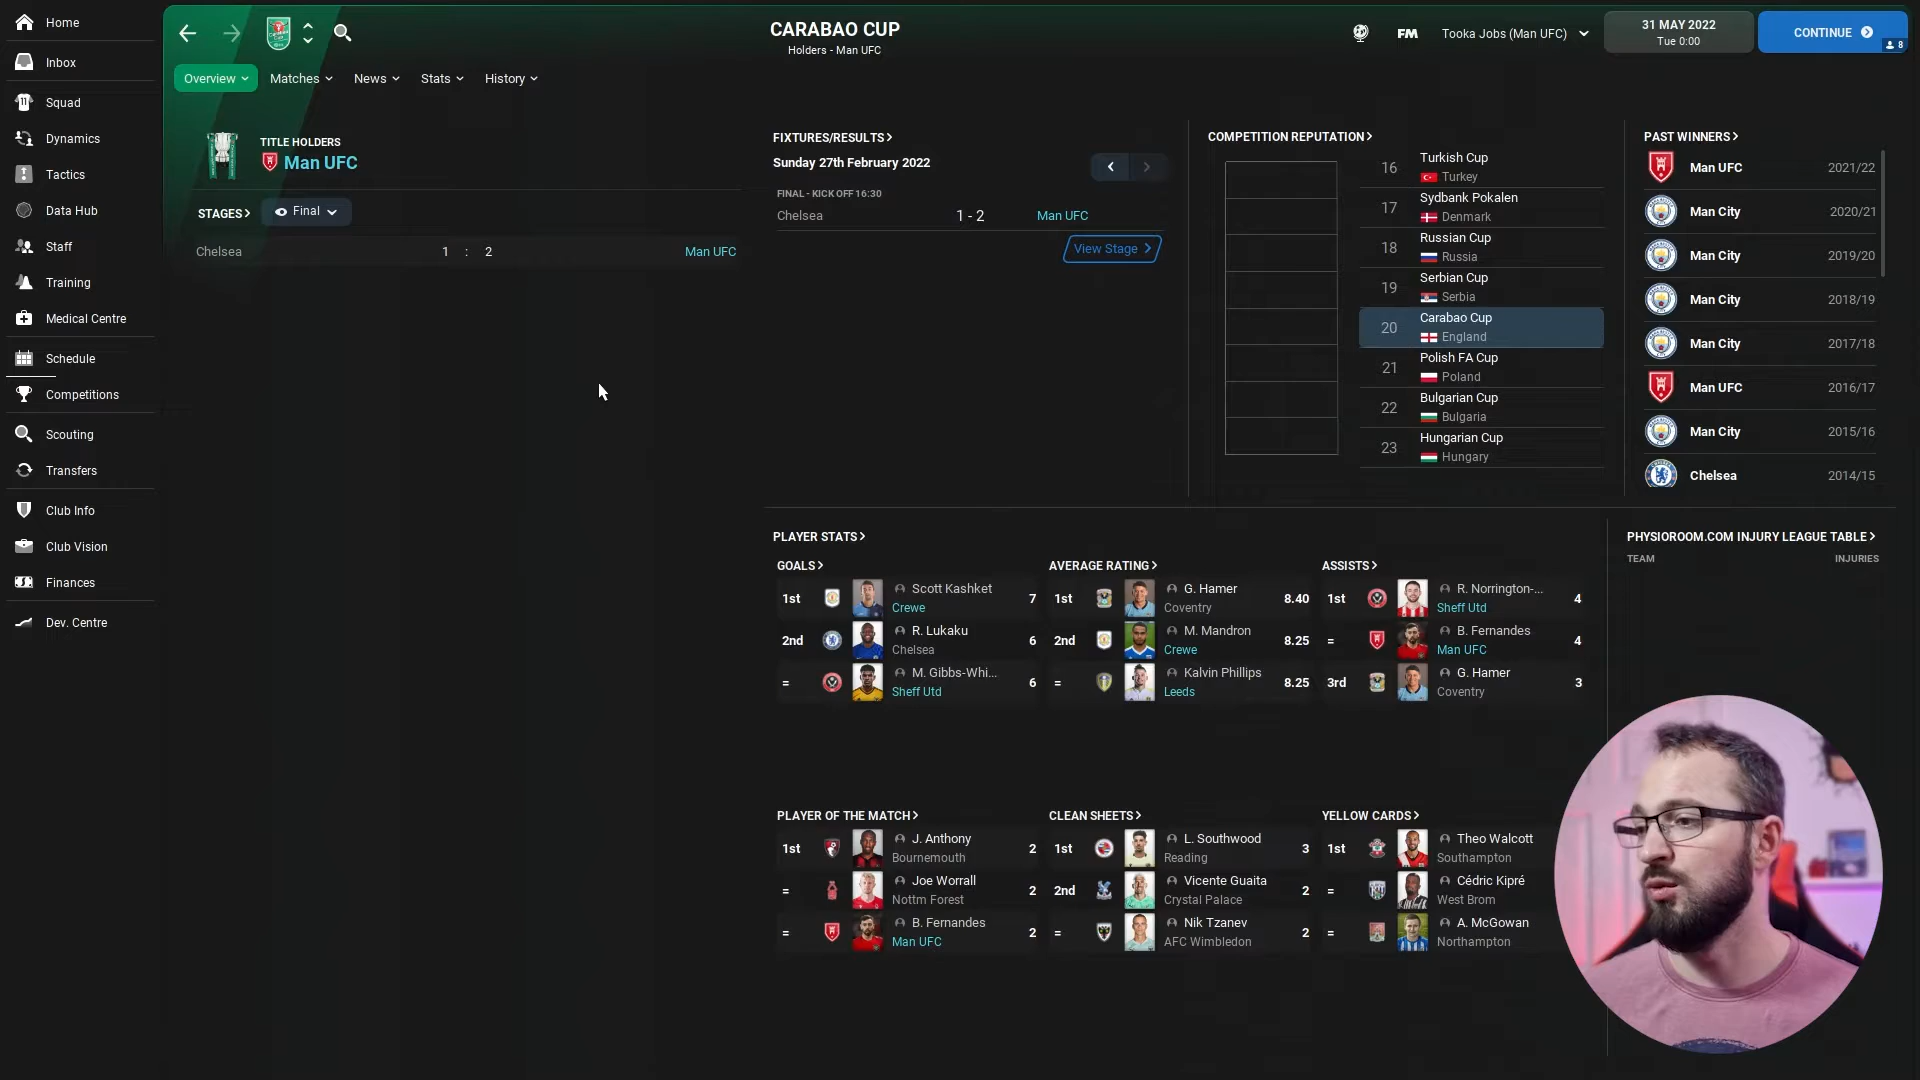 Home
Inbox
Squad
Dynamics
Tactics
Data Hub
Staff
Training
Medical Centre
Schedule
Competitions
Scouting
Transfers
Club Info
Club Vision
Finances
Dev. Centre
CARABAO CUP
Holders - Man UFC
FM
Tooka Jobs (Man UFC)
31 MAY 2022
Tue 0:00
CONTINUE
8
Overview
Matches
News
Stats
History
TITLE HOLDERS
Man UFC
STAGES
Final
Chelsea 1 : 2 Man UFC
FIXTURES/RESULTS
Sunday 27th February 2022
FINAL - KICK OFF 16:30
Chelsea 1 - 2 Man UFC
View Stage
COMPETITION REPUTATION
16 Turkish Cup
Turkey
17 Sydbank Pokalen
Denmark
18 Russian Cup
Russia
19 Serbian Cup
Serbia
20 Carabao Cup
England
21 Polish FA Cup
Poland
22 Bulgarian Cup
Bulgaria
23 Hungarian Cup
Hungary
PAST WINNERS
Man UFC 2021/22
Man City 2020/21
Man City 2019/20
Man City 2018/19
Man City 2017/18
Man UFC 2016/17
Man City 2015/16
Chelsea 2014/15
PLAYER STATS
GOALS
1st Scott Kashket 7
Crewe
2nd R. Lukaku 6
Chelsea
= M. Gibbs-Whi... 6
Sheff Utd
AVERAGE RATING
1st G. Hamer 8.40
Coventry
2nd M. Mandron 8.25
Crewe
= Kalvin Phillips 8.25
Leeds
ASSISTS
1st R. Norrington-... 4
Sheff Utd
= B. Fernandes 4
Man UFC
3rd G. Hamer 3
Coventry
PHYSIOROOM.COM INJURY LEAGUE TABLE
TEAM INJURIES
PLAYER OF THE MATCH
1st J. Anthony 2
Bournemouth
= Joe Worrall 2
Nottm Forest
= B. Fernandes 2
Man UFC
CLEAN SHEETS
1st L. Southwood 3
Reading
2nd Vicente Guaita 2
Crystal Palace
= Nik Tzanev 2
AFC Wimbledon
YELLOW CARDS
1st Theo Walcott
Southampton
= Cédric Kipré
West Brom
= A. McGowan
Northampton